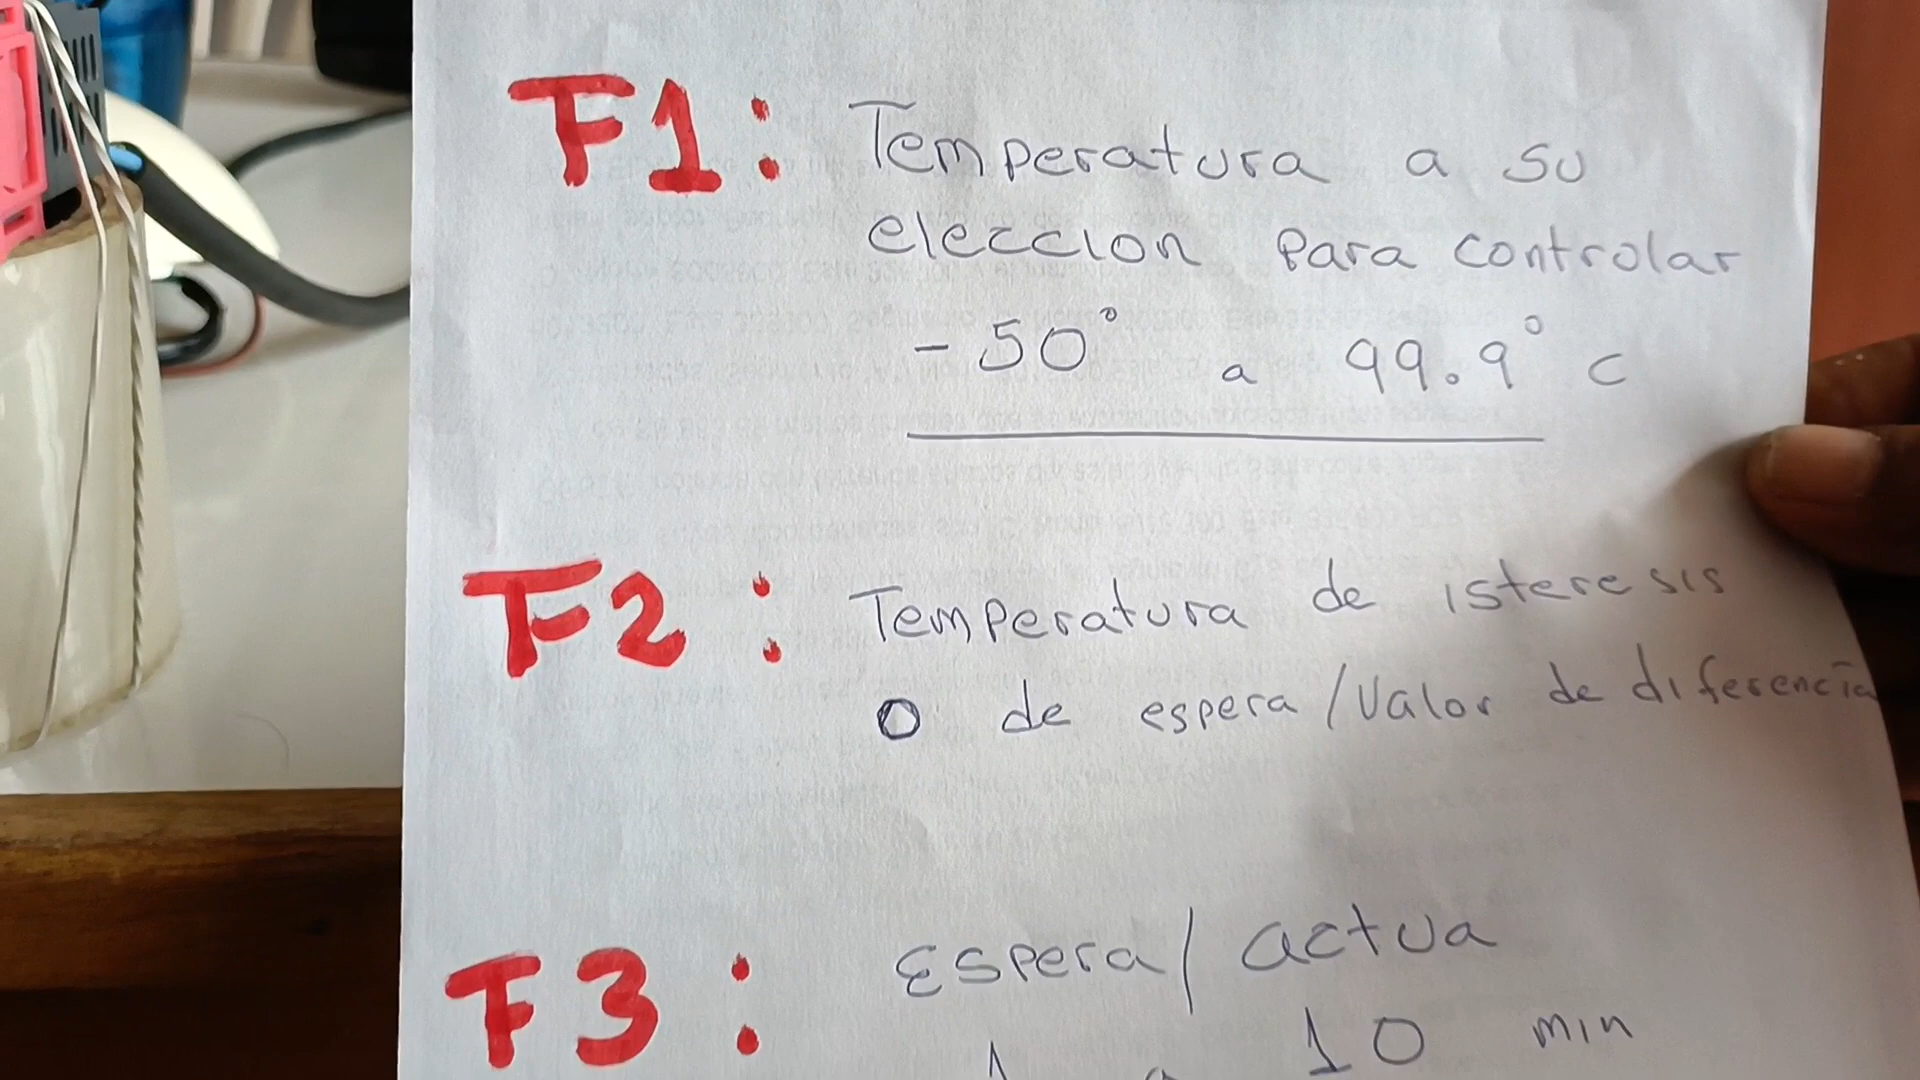 F1: Temperatura a su
eleccion para controlar
-50° a 99.9° c
F2: Temperatura de isteresis
o de espera/Valor de diferencia
F3: Espera/actua
1 a 10 min